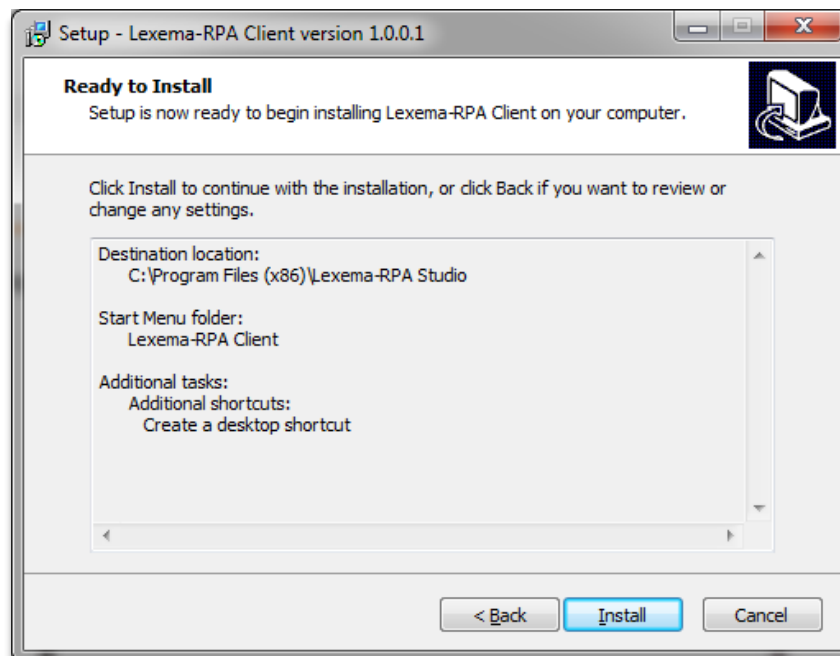 Setup - Lexema-RPA Client version 1.0.0.1
Ready to Install
Setup is now ready to begin installing Lexema-RPA Client on your computer.
Click Install to continue with the installation, or click Back if you want to review or
change any settings.
Destination location:
C:\Program Files (x86)\Lexema-RPA Studio
Start Menu folder:
Lexema-RPA Client
Additional tasks:
Additional shortcuts:
Create a desktop shortcut
< Back
Install
Cancel